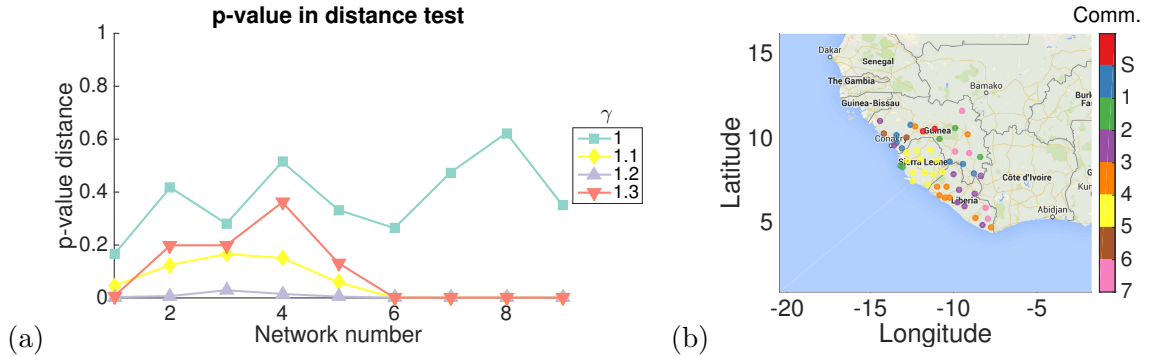 p-value in distance test
1
0.8
0.6
0.4
0.2
0
p-value distance
2
4
6
8
Network number
γ
1
1.1
1.2
1.3
(a)
Comm.
S
1
2
3
4
5
6
7
15
10
5
Latitude
-20
-15
-10
-5
Longitude
Dakar
Senegal
The Gambia
Bamako
Guinea-Bissau
Guinea
Conakry
Sierra Leone
Côte d'Ivoire
Liberia
Abidjan
(b)